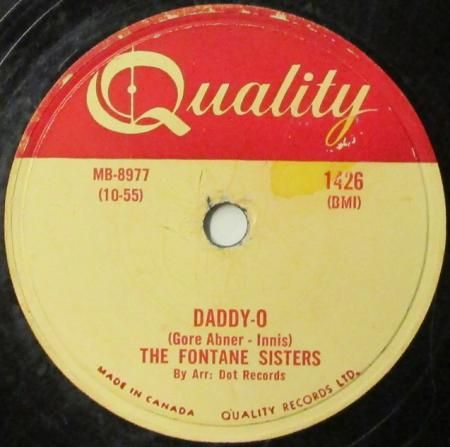 Quality
MB-8977
(10-55)
1426
(BMI)
DADDY-O
(Gore Abner - Innis)
THE FONTANE SISTERS
By Arr: Dot Records
MADE IN CANADA QUALITY RECORDS LTD.